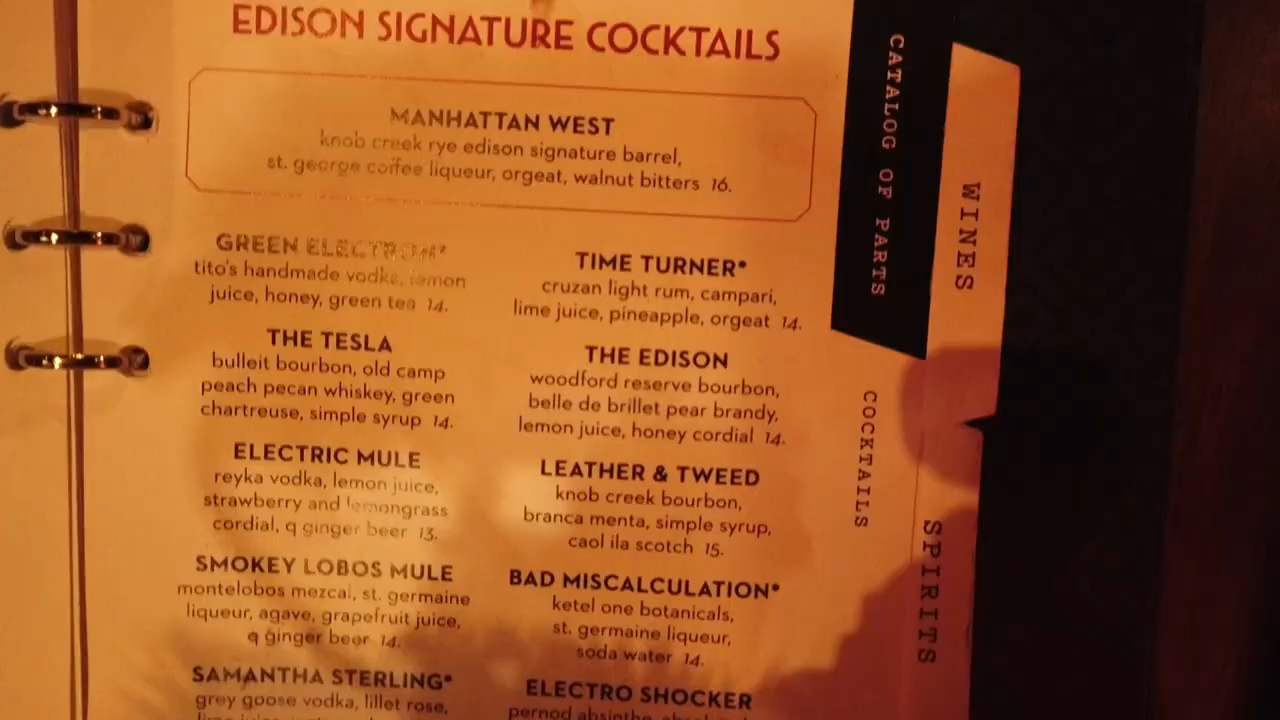 EDISON SIGNATURE COCKTAILS
MANHATTAN WEST
knob creek rye edison signature barrel,
st. george coffee liqueur, orgeat, walnut bitters 16.
GREEN ELECTRON*
tito's handmade vodka, lemon
juice, honey, green tea 14.
THE TESLA
bulleit bourbon, old camp
peach pecan whiskey, green
chartreuse, simple syrup 14.
ELECTRIC MULE
reyka vodka, lemon juice,
strawberry and lemongrass
cordial, q ginger beer 13.
SMOKEY LOBOS MULE
montelobos mezcal, st. germaine
liqueur, agave, grapefruit juice,
q ginger beer 14.
SAMANTHA STERLING*
grey goose vodka, lillet rose,
TIME TURNER*
cruzan light rum, campari,
lime juice, pineapple, orgeat 14.
THE EDISON
woodford reserve bourbon,
belle de brillet pear brandy,
lemon juice, honey cordial 14.
LEATHER & TWEED
knob creek bourbon,
branca menta, simple syrup,
caol ila scotch 15.
BAD MISCALCULATION*
ketel one botanicals,
st. germaine liqueur,
soda water 14.
ELECTRO SHOCKER
pernod absinthe,
CATALOG OF PARTS
WINES
COCKTAILS
SPIRITS